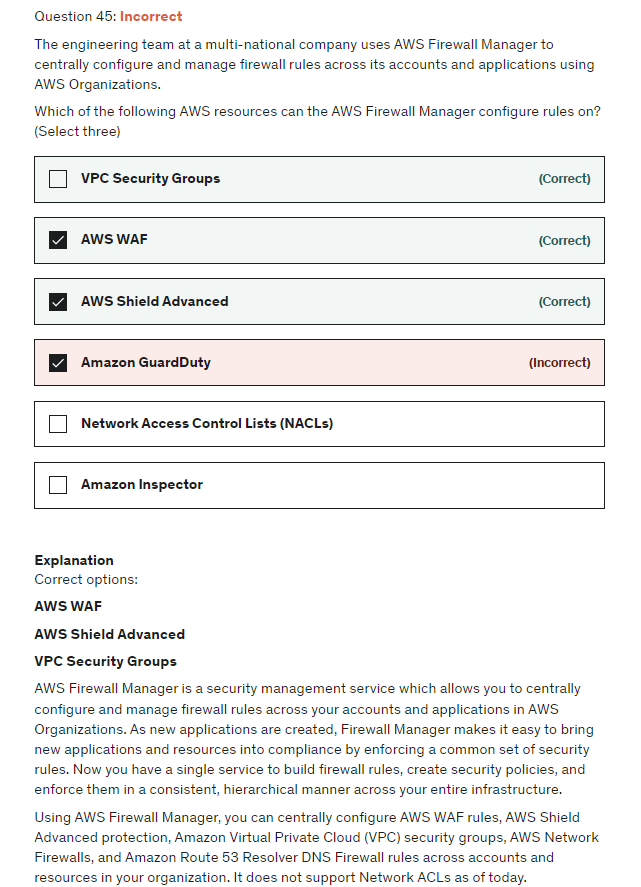 Question 45: Incorrect
The engineering team at a multi-national company uses AWS Firewall Manager to
centrally configure and manage firewall rules across its accounts and applications using
AWS Organizations.
Which of the following AWS resources can the AWS Firewall Manager configure rules on?
(Select three)
VPC Security Groups (Correct)
AWS WAF (Correct)
AWS Shield Advanced (Correct)
Amazon GuardDuty (Incorrect)
Network Access Control Lists (NACLs)
Amazon Inspector
Explanation
Correct options:
AWS WAF
AWS Shield Advanced
VPC Security Groups
AWS Firewall Manager is a security management service which allows you to centrally
configure and manage firewall rules across your accounts and applications in AWS
Organizations. As new applications are created, Firewall Manager makes it easy to bring
new applications and resources into compliance by enforcing a common set of security
rules. Now you have a single service to build firewall rules, create security policies, and
enforce them in a consistent, hierarchical manner across your entire infrastructure.
Using AWS Firewall Manager, you can centrally configure AWS WAF rules, AWS Shield
Advanced protection, Amazon Virtual Private Cloud (VPC) security groups, AWS Network
Firewalls, and Amazon Route 53 Resolver DNS Firewall rules across accounts and
resources in your organization. It does not support Network ACLs as of today.